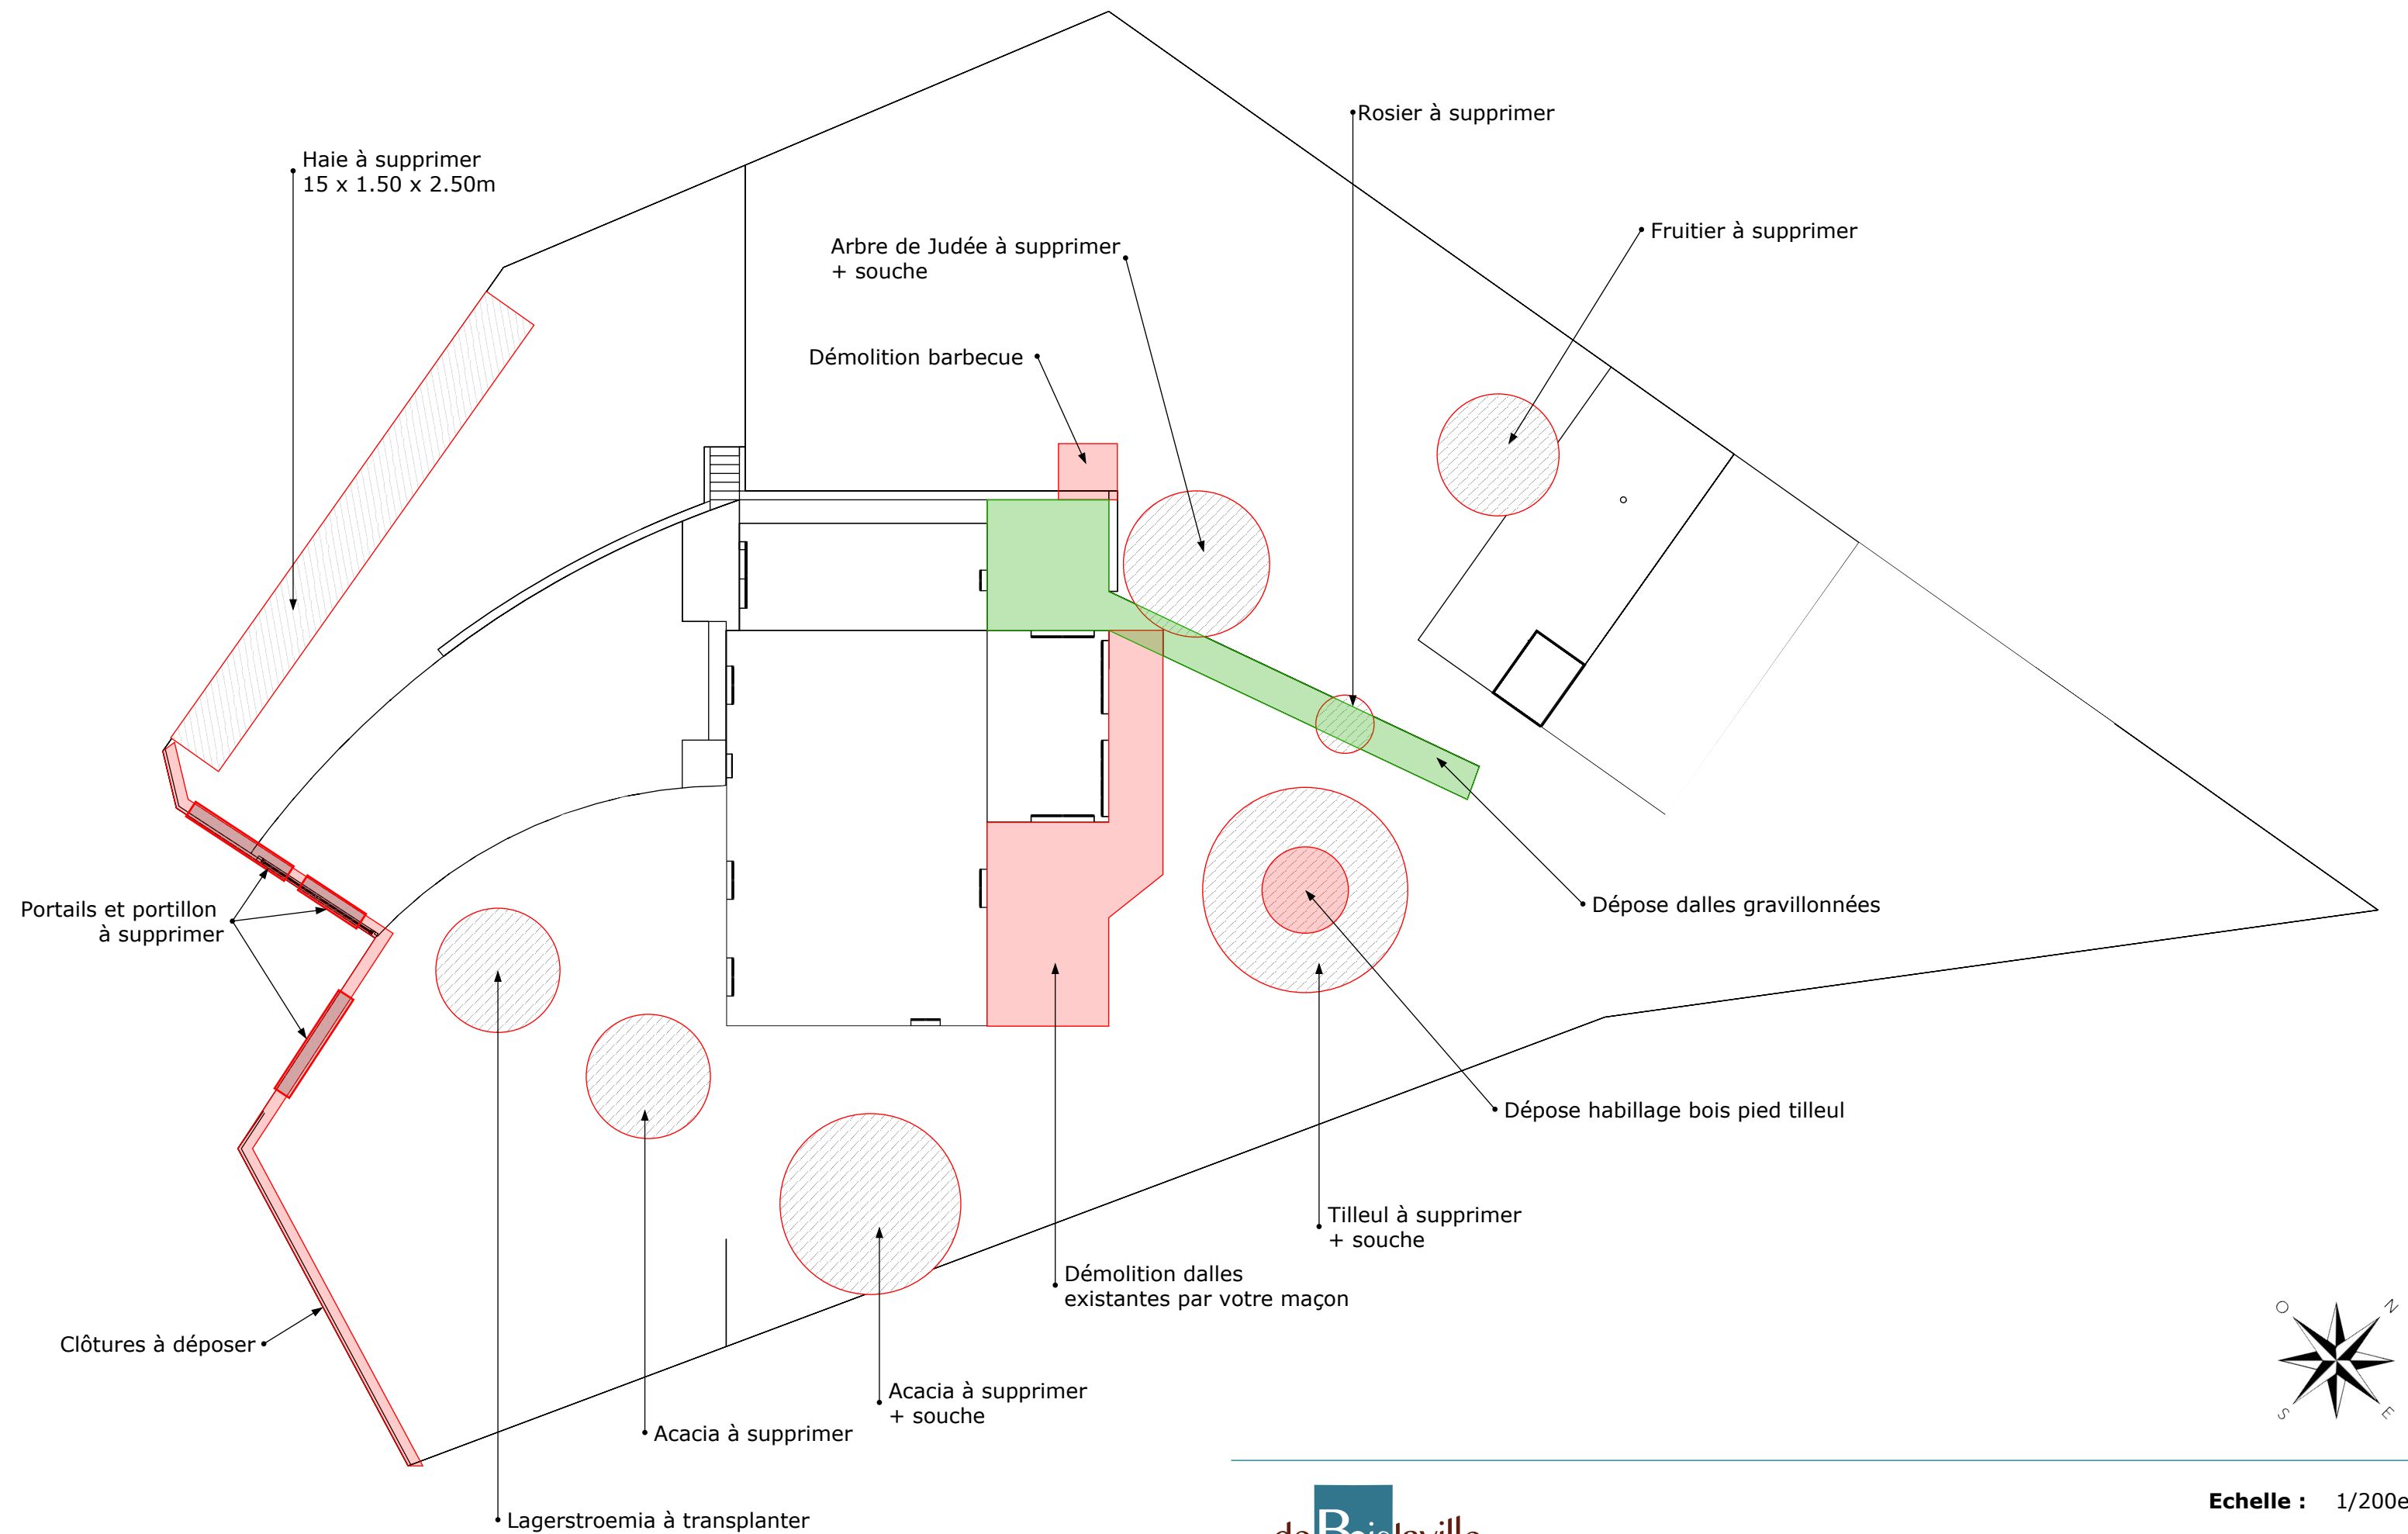 Rosier à supprimer
Haie à supprimer
15 x 1.50 x 2.50m
Fruitier à supprimer
Arbre de Judée à supprimer
+ souche
Démolition barbecue
Portails et portillon
à supprimer
Dépose dalles gravillonnées
Dépose habillage bois pied tilleul
Tilleul à supprimer
+ souche
Démolition dalles
existantes par votre maçon
Clôtures à déposer
Acacia à supprimer
+ souche
Acacia à supprimer
Lagerstroemia à transplanter
O N
S E
Echelle : 1/200e
de Boislaville